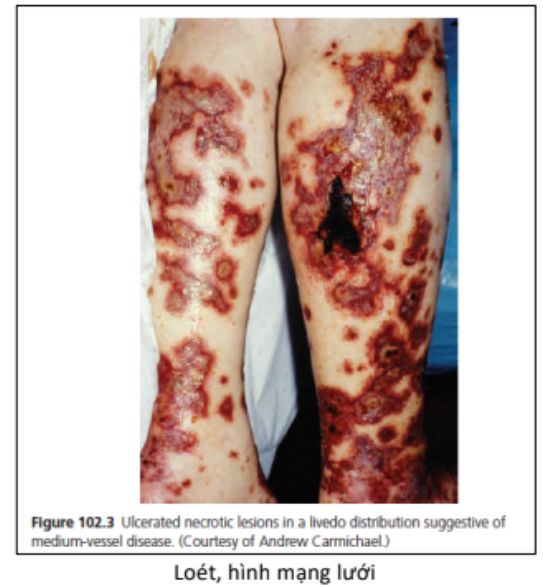 Figure 102.3 Ulcerated necrotic lesions in a livedo distribution suggestive of
medium-vessel disease. (Courtesy of Andrew Carmichael.)
Loét, hình mạng lưới